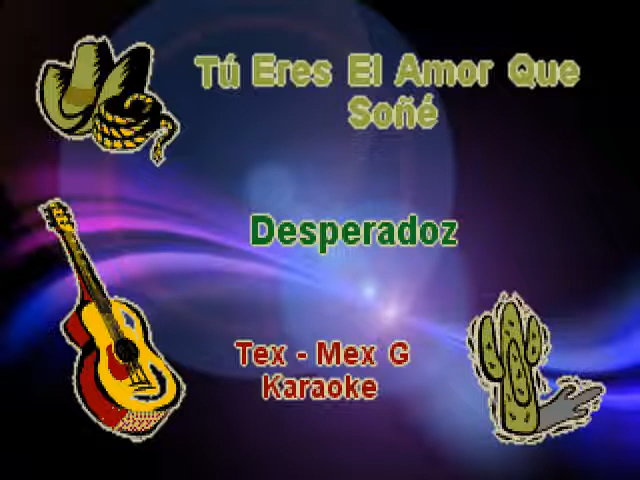 Tú Eres El Amor Que
Soñé
Desperadoz
Tex - Mex G
Karaoke